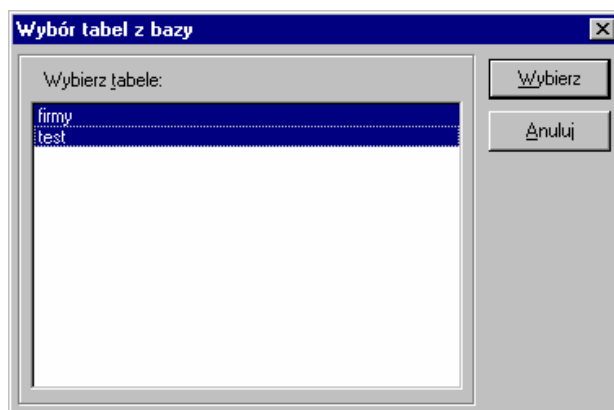 Wybór tabel z bazy
Wybierz tabele:
firmy
test
Wybierz
Anuluj